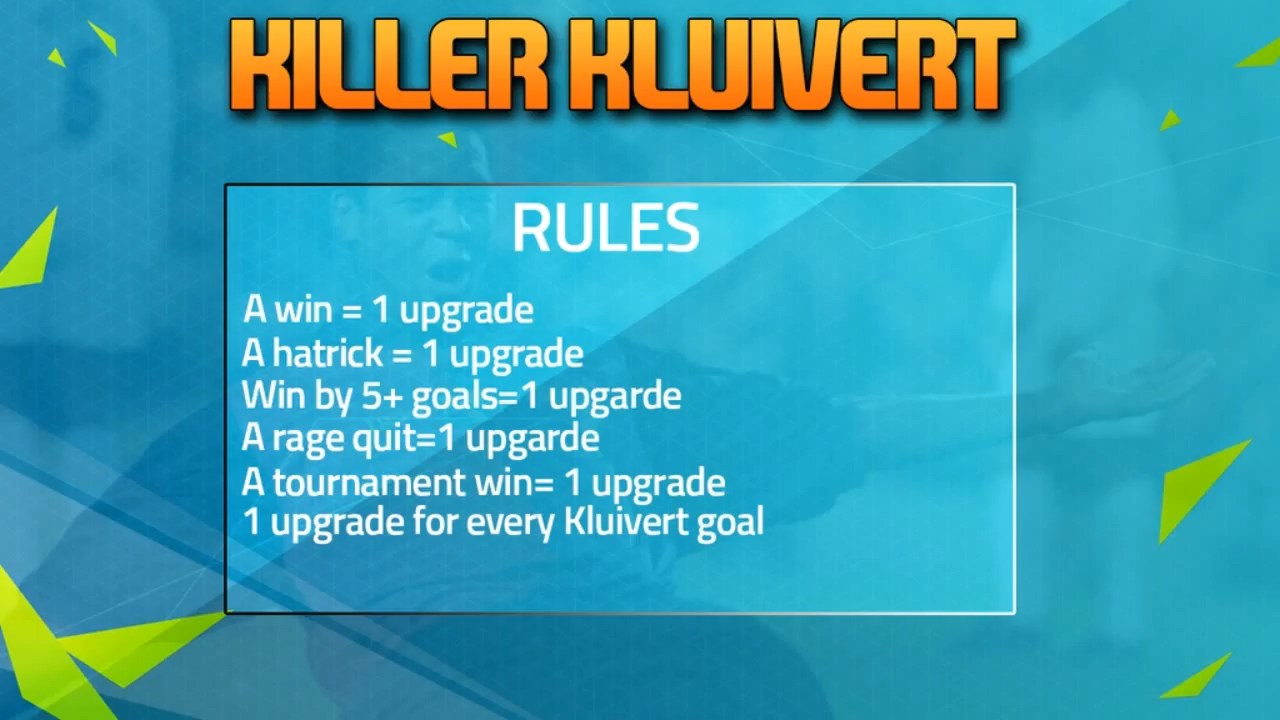 KILLER KLUIVERT
RULES
A win = 1 upgrade
A hatrick = 1 upgrade
Win by 5+ goals=1 upgarde
A rage quit=1 upgarde
A tournament win= 1 upgrade
1 upgrade for every Kluivert goal